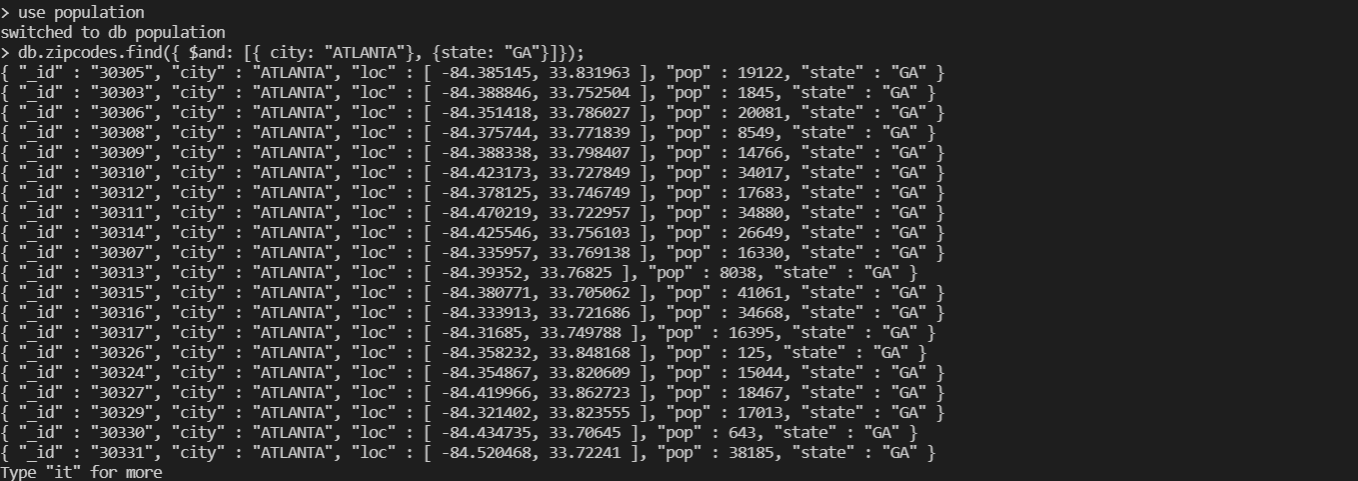 > use population
switched to db population
> db.zipcodes.find({ $and: [{ city: "ATLANTA"}, {state: "GA"}]});
{ "_id" : "30305", "city" : "ATLANTA", "loc" : [ -84.385145, 33.831963 ], "pop" : 19122, "state" : "GA" }
{ "_id" : "30303", "city" : "ATLANTA", "loc" : [ -84.388846, 33.752504 ], "pop" : 1845, "state" : "GA" }
{ "_id" : "30306", "city" : "ATLANTA", "loc" : [ -84.351418, 33.786027 ], "pop" : 20081, "state" : "GA" }
{ "_id" : "30308", "city" : "ATLANTA", "loc" : [ -84.375744, 33.771839 ], "pop" : 8549, "state" : "GA" }
{ "_id" : "30309", "city" : "ATLANTA", "loc" : [ -84.388338, 33.798407 ], "pop" : 14766, "state" : "GA" }
{ "_id" : "30310", "city" : "ATLANTA", "loc" : [ -84.423173, 33.727849 ], "pop" : 34017, "state" : "GA" }
{ "_id" : "30312", "city" : "ATLANTA", "loc" : [ -84.378125, 33.746749 ], "pop" : 17683, "state" : "GA" }
{ "_id" : "30311", "city" : "ATLANTA", "loc" : [ -84.470219, 33.722957 ], "pop" : 34880, "state" : "GA" }
{ "_id" : "30314", "city" : "ATLANTA", "loc" : [ -84.425546, 33.756103 ], "pop" : 26649, "state" : "GA" }
{ "_id" : "30307", "city" : "ATLANTA", "loc" : [ -84.335957, 33.769138 ], "pop" : 16330, "state" : "GA" }
{ "_id" : "30313", "city" : "ATLANTA", "loc" : [ -84.39352, 33.76825 ], "pop" : 8038, "state" : "GA" }
{ "_id" : "30315", "city" : "ATLANTA", "loc" : [ -84.380771, 33.705062 ], "pop" : 41061, "state" : "GA" }
{ "_id" : "30316", "city" : "ATLANTA", "loc" : [ -84.333913, 33.721686 ], "pop" : 34668, "state" : "GA" }
{ "_id" : "30317", "city" : "ATLANTA", "loc" : [ -84.31685, 33.749788 ], "pop" : 16395, "state" : "GA" }
{ "_id" : "30326", "city" : "ATLANTA", "loc" : [ -84.358232, 33.848168 ], "pop" : 125, "state" : "GA" }
{ "_id" : "30324", "city" : "ATLANTA", "loc" : [ -84.354867, 33.820609 ], "pop" : 15044, "state" : "GA" }
{ "_id" : "30327", "city" : "ATLANTA", "loc" : [ -84.419966, 33.862723 ], "pop" : 18467, "state" : "GA" }
{ "_id" : "30329", "city" : "ATLANTA", "loc" : [ -84.321402, 33.823555 ], "pop" : 17013, "state" : "GA" }
{ "_id" : "30330", "city" : "ATLANTA", "loc" : [ -84.434735, 33.70645 ], "pop" : 643, "state" : "GA" }
{ "_id" : "30331", "city" : "ATLANTA", "loc" : [ -84.520468, 33.72241 ], "pop" : 38185, "state" : "GA" }
Type "it" for more